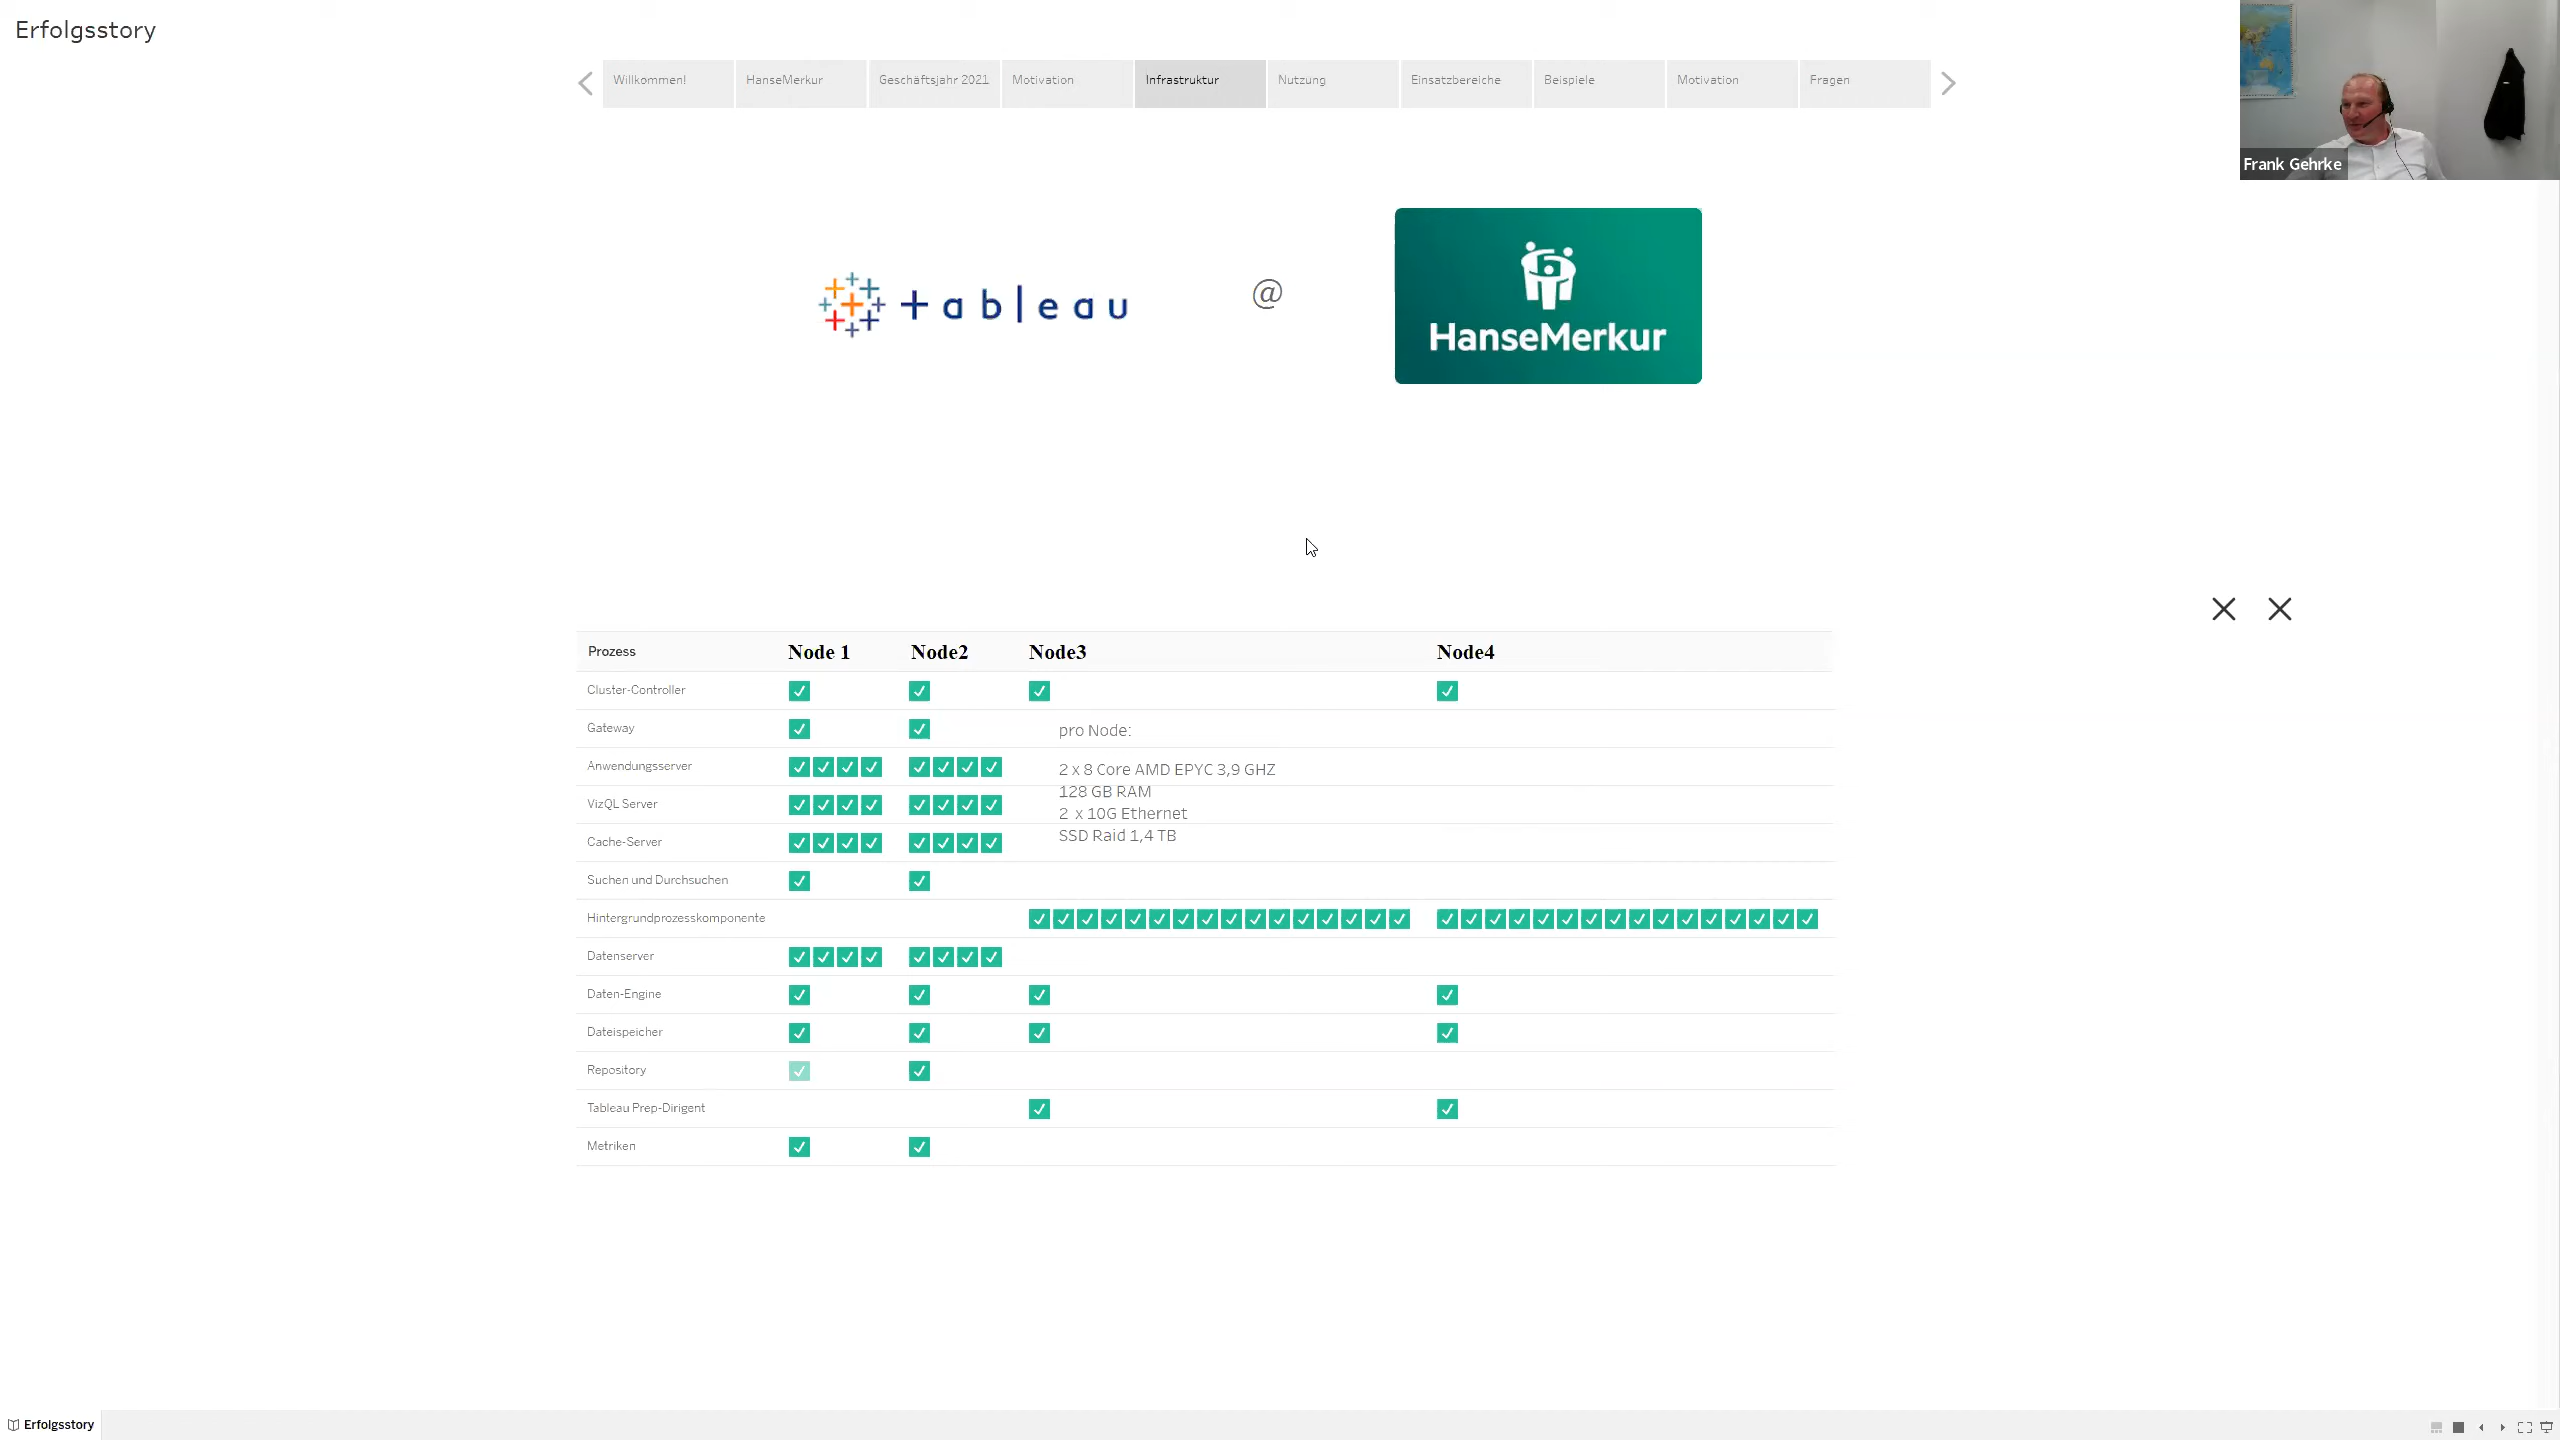 Erfolgsstory
Willkommen!
HanseMerkur
Geschäftsjahr 2021
Motivation
Infrastruktur
Nutzung
Einsatzbereiche
Beispiele
Motivation
Fragen
Frank Gehrke
+ableau
@
HanseMerkur
Prozess Node 1 Node2 Node3 Node4
Cluster-Controller
Gateway
pro Node:
Anwendungsserver
2 x 8 Core AMD EPYC 3,9 GHZ
128 GB RAM
VizQL Server
2 x 10G Ethernet
Cache-Server
SSD Raid 1,4 TB
Suchen und Durchsuchen
Hintergrundprozesskomponente
Datenserver
Daten-Engine
Dateispeicher
Repository
Tableau Prep-Dirigent
Metriken
Erfolgsstory